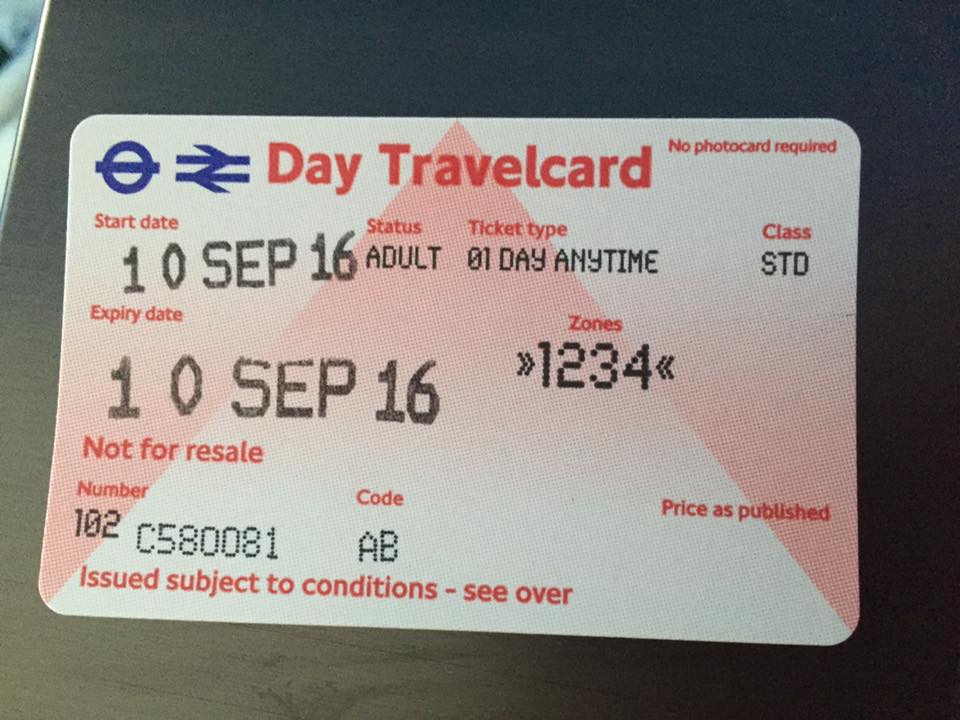 Day Travelcard No photocard required
Start date Status Ticket type Class
10 SEP 16 ADULT 01 DAY ANYTIME STD
Expiry date Zones
10 SEP 16 »1234«
Not for resale
Number Code Price as published
102 C580081 AB
Issued subject to conditions - see over